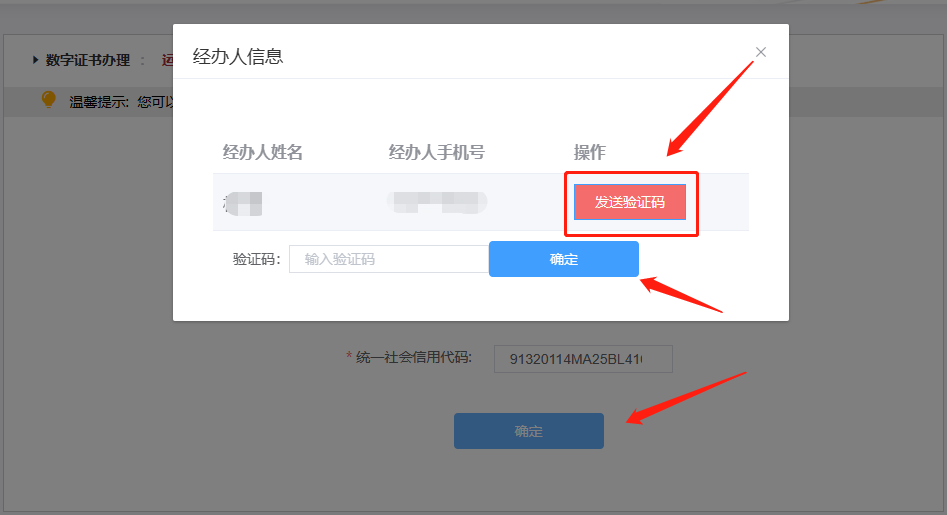 经办人信息
数字证书办理 : 运
温馨提示: 您可以
经办人姓名 经办人手机号 操作
发送验证码
验证码: 输入验证码 确定
* 统一社会信用代码: 91320114MA25BL41
确定